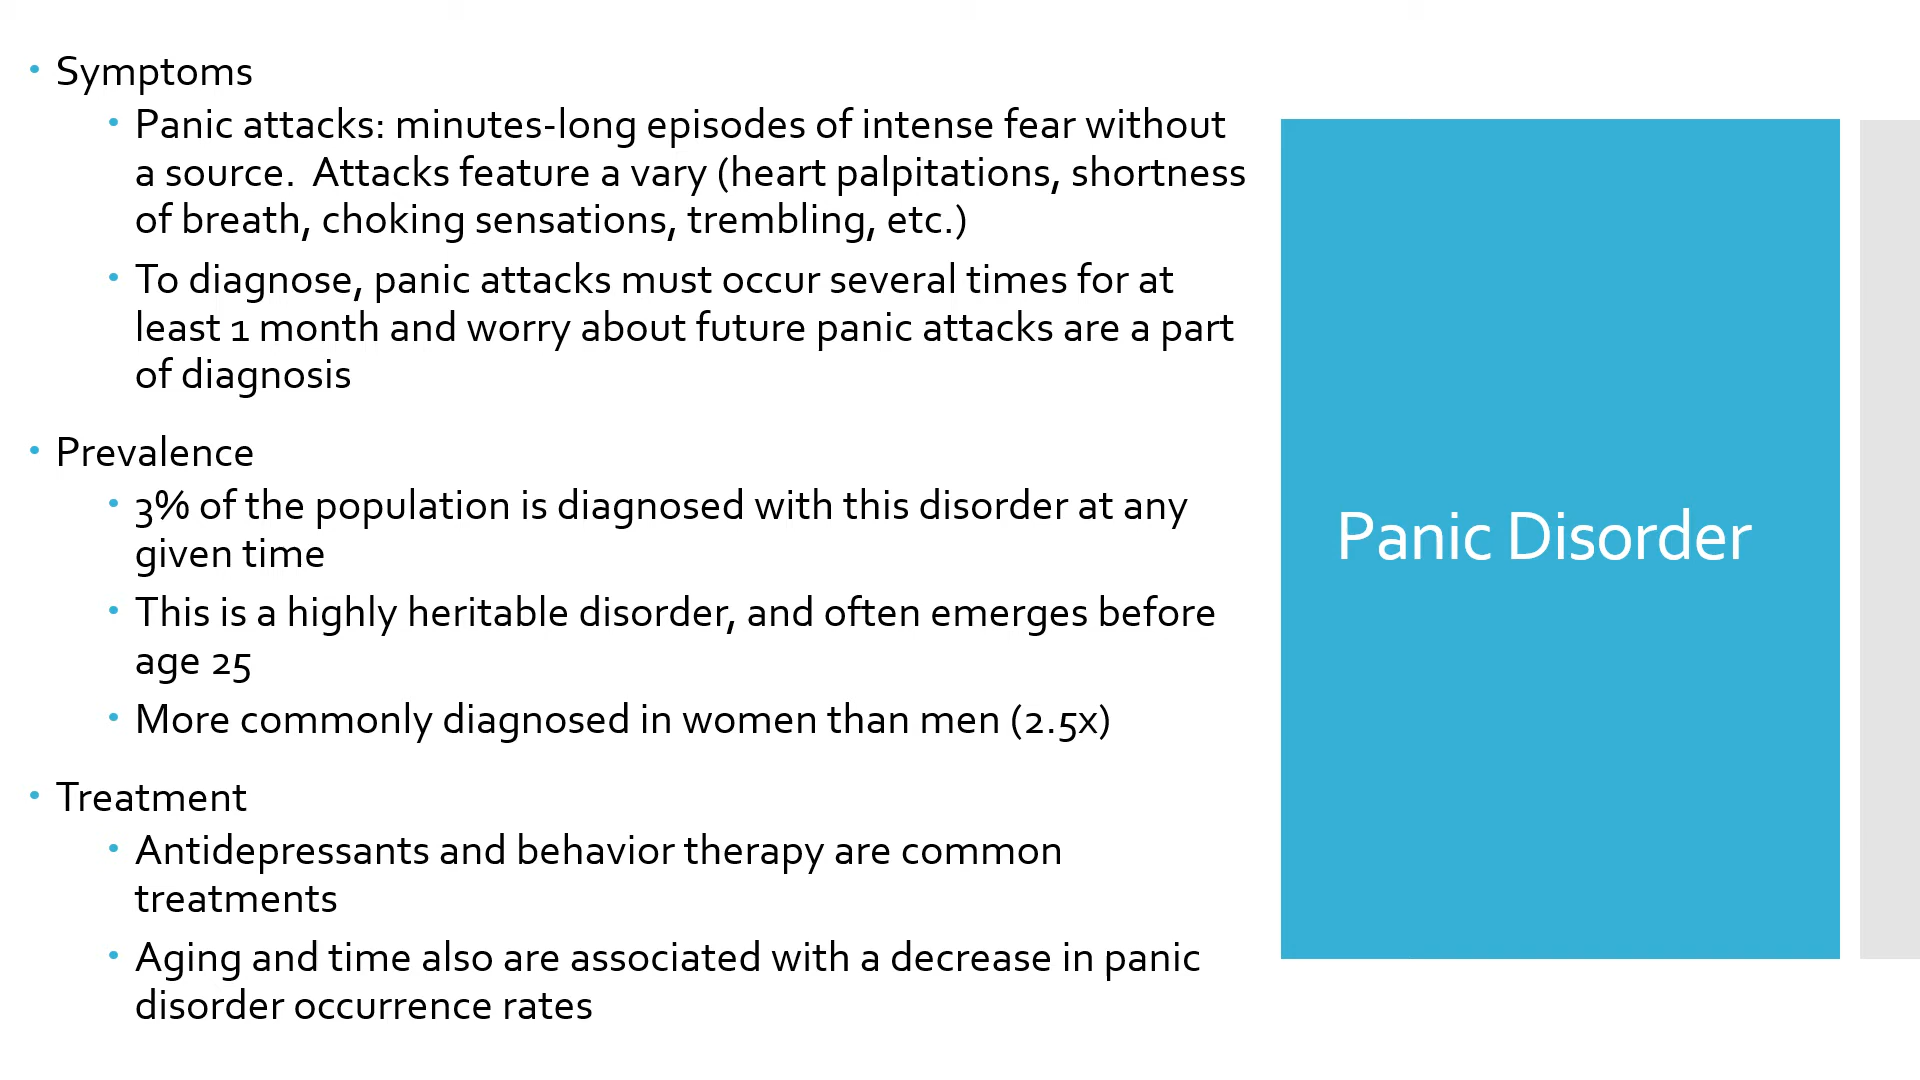 • Symptoms
• Panic attacks: minutes-long episodes of intense fear without
a source.  Attacks feature a vary (heart palpitations, shortness
of breath, choking sensations, trembling, etc.)
• To diagnose, panic attacks must occur several times for at
least 1 month and worry about future panic attacks are a part
of diagnosis
• Prevalence
• 3% of the population is diagnosed with this disorder at any
given time
• This is a highly heritable disorder, and often emerges before
age 25
• More commonly diagnosed in women than men (2.5x)
• Treatment
• Antidepressants and behavior therapy are common
treatments
• Aging and time also are associated with a decrease in panic
disorder occurrence rates
Panic Disorder